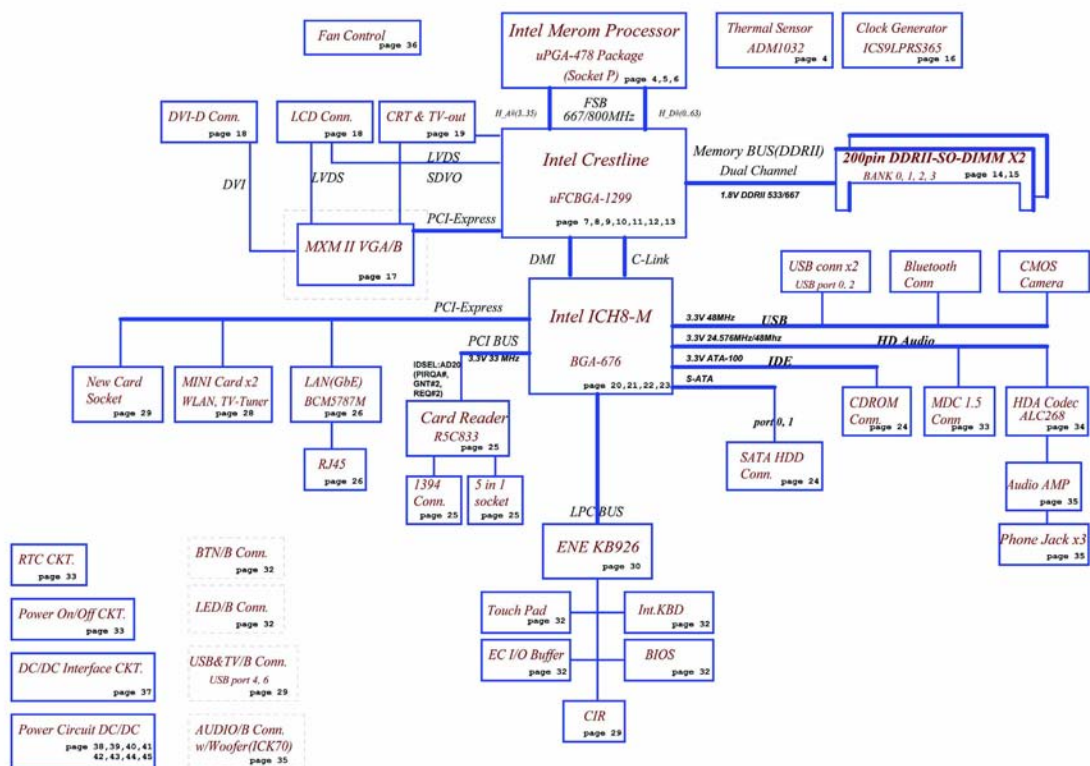 Fan Control
page 36
Intel Merom Processor
uPGA-478 Package
(Socket P)
page 4,5,6
Thermal Sensor
ADM1032
page 4
Clock Generator
ICS9LPRS365
page 16
H_A#(3..35)
FSB
667/800MHz
H_D#(0..63)
DVI-D Conn.
page 18
LCD Conn.
page 18
CRT & TV-out
page 19
LVDS
SDVO
DVI
LVDS
PCI-Express
Intel Crestline
uFCBGA-1299
page 7,8,9,10,11,12,13
Memory BUS(DDRII)
Dual Channel
1.8V DDRII 533/667
200pin DDRII-SO-DIMM X2
BANK 0, 1, 2, 3
page 14,15
MXM II VGA/B
page 17
DMI
C-Link
USB conn x2
USB port 0, 2
Bluetooth
Conn
CMOS
Camera
PCI-Express
Intel ICH8-M
BGA-676
page 20,21,22,23
3.3V 48MHz
USB
3.3V 24.576MHz/48Mhz
HD Audio
3.3V ATA-100
IDE
S-ATA
port 0, 1
PCI BUS
3.3V 33 MHz
IDSEL:AD20
(PIRQA#,
GNT#2,
REQ#2)
New Card
Socket
page 29
MINI Card x2
WLAN, TV-Tuner
page 28
LAN(GbE)
BCM5787M
page 26
RJ45
page 26
Card Reader
R5C833
page 25
1394
Conn.
page 25
5 in 1
socket
page 25
CDROM
Conn.
page 24
MDC 1.5
Conn
page 33
HDA Codec
ALC268
page 34
SATA HDD
Conn.
page 24
Audio AMP
page 35
Phone Jack x3
page 35
LPC BUS
ENE KB926
page 30
Touch Pad
page 32
Int.KBD
page 32
EC I/O Buffer
page 32
BIOS
page 32
CIR
page 29
RTC CKT.
page 33
Power On/Off CKT.
page 33
DC/DC Interface CKT.
page 37
Power Circuit DC/DC
page 38,39,40,41
42,43,44,45
BTN/B Conn.
page 32
LED/B Conn.
page 32
USB&TV/B Conn.
USB port 4, 6
page 29
AUDIO/B Conn.
w/Woofer(ICK70)
page 35